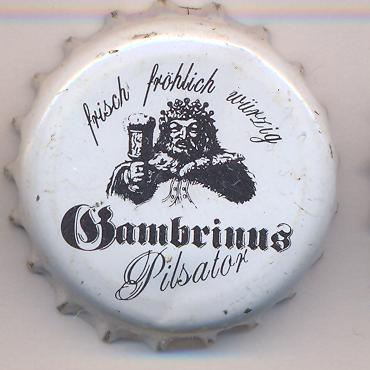 frisch fröhlich würzig
Gambrinus
Pilsator